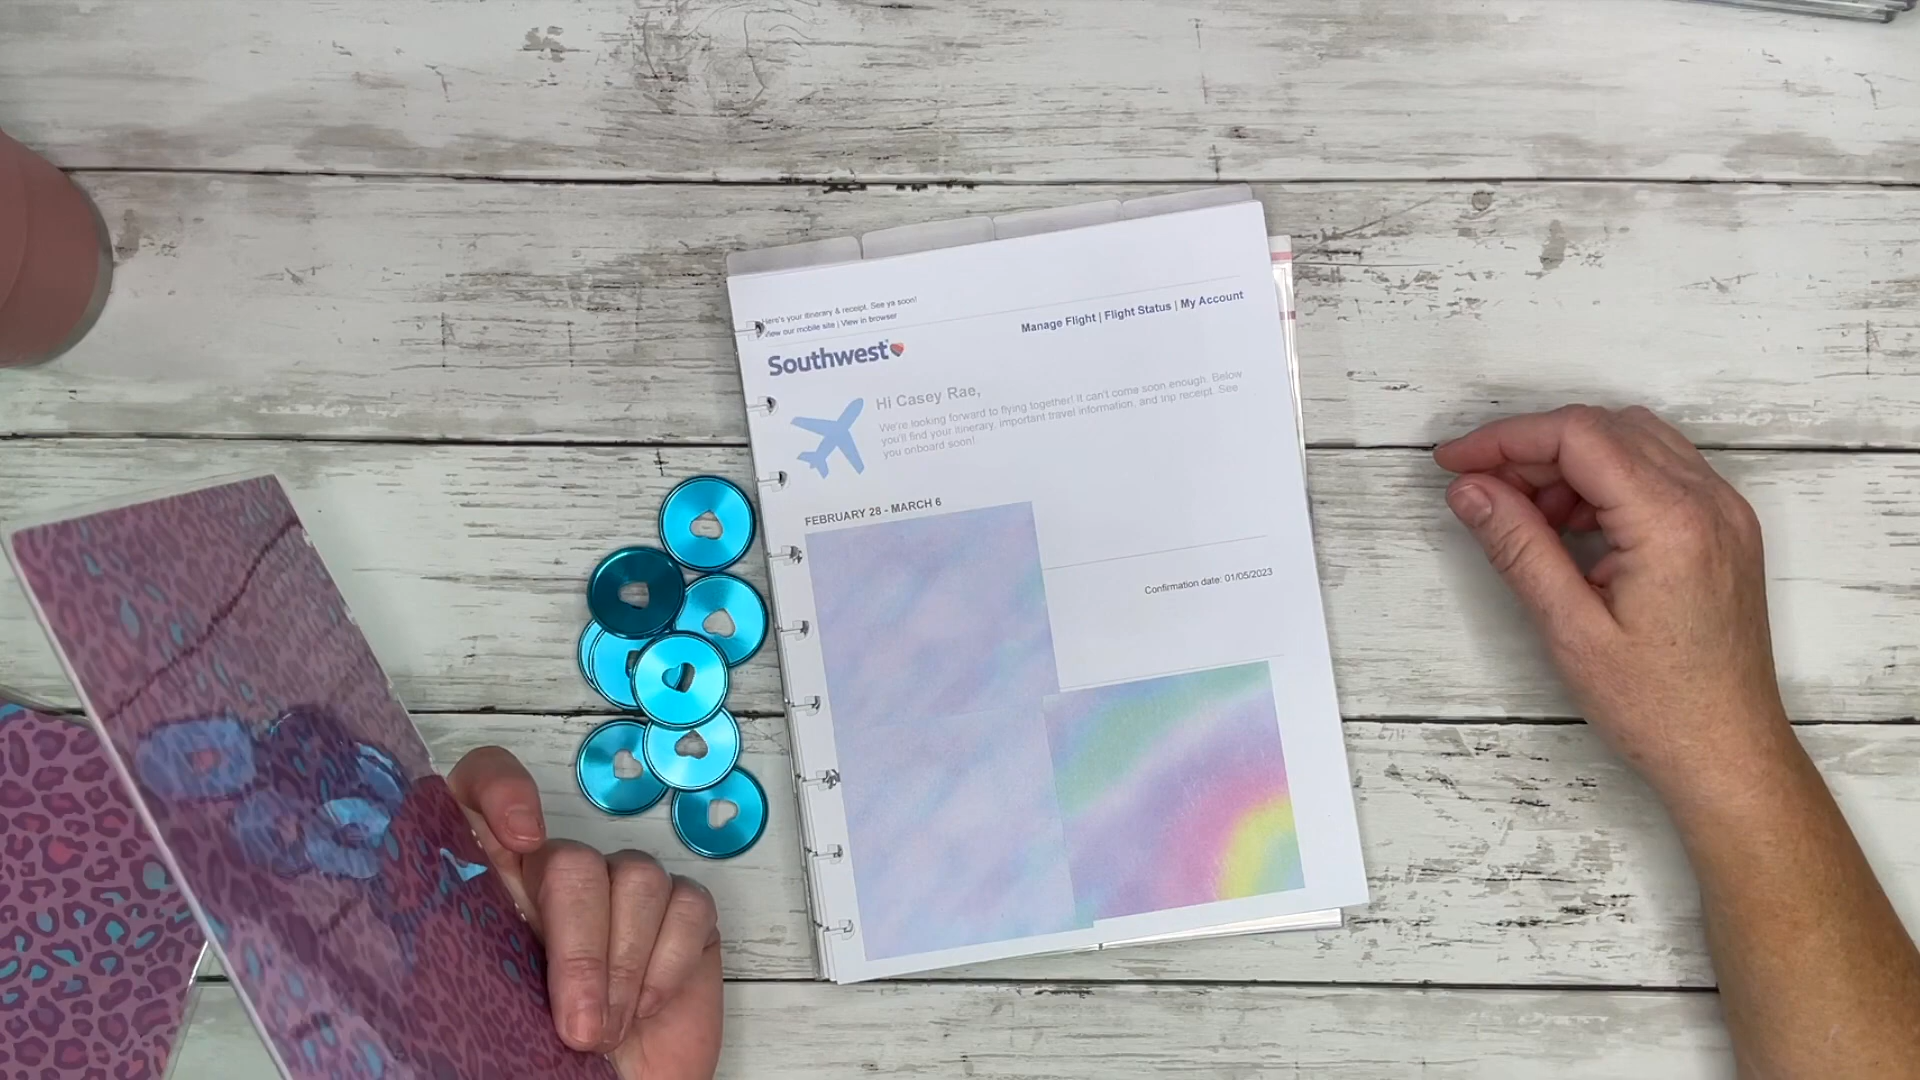 Here's your itinerary & receipt. See ya soon!
View our mobile site | View in browser
Manage Flight | Flight Status | My Account
Southwest
Hi Casey Rae,
We're looking forward to flying together! It can't come soon enough. Below
you'll find your itinerary, important travel information, and trip receipt. See
you onboard soon!
FEBRUARY 28 - MARCH 6
Confirmation date: 01/05/2023